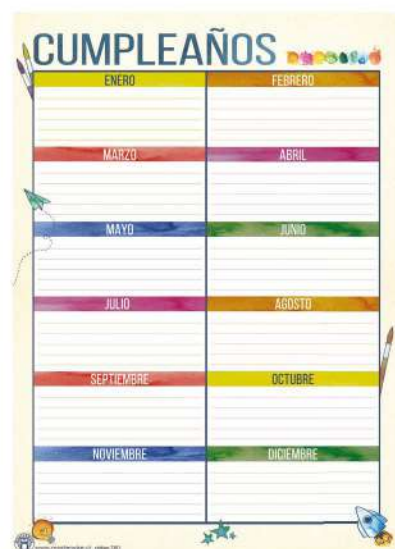 CUMPLEAÑOS
ENERO
FEBRERO
MARZO
ABRIL
MAYO
JUNIO
JULIO
AGOSTO
SEPTIEMBRE
OCTUBRE
NOVIEMBRE
DICIEMBRE